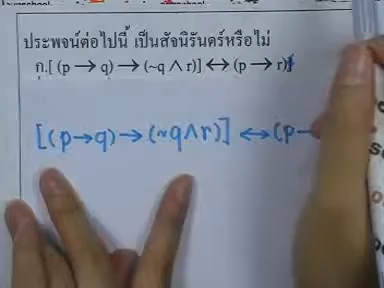 ประพจน์ต่อไปนี้ เป็นสัจนิรันดร์หรือไม่
ก.[ (p → q) → (~q ∧ r)] ↔ (p → r)]
[(p→q)→(~q∧r)] ↔(p→